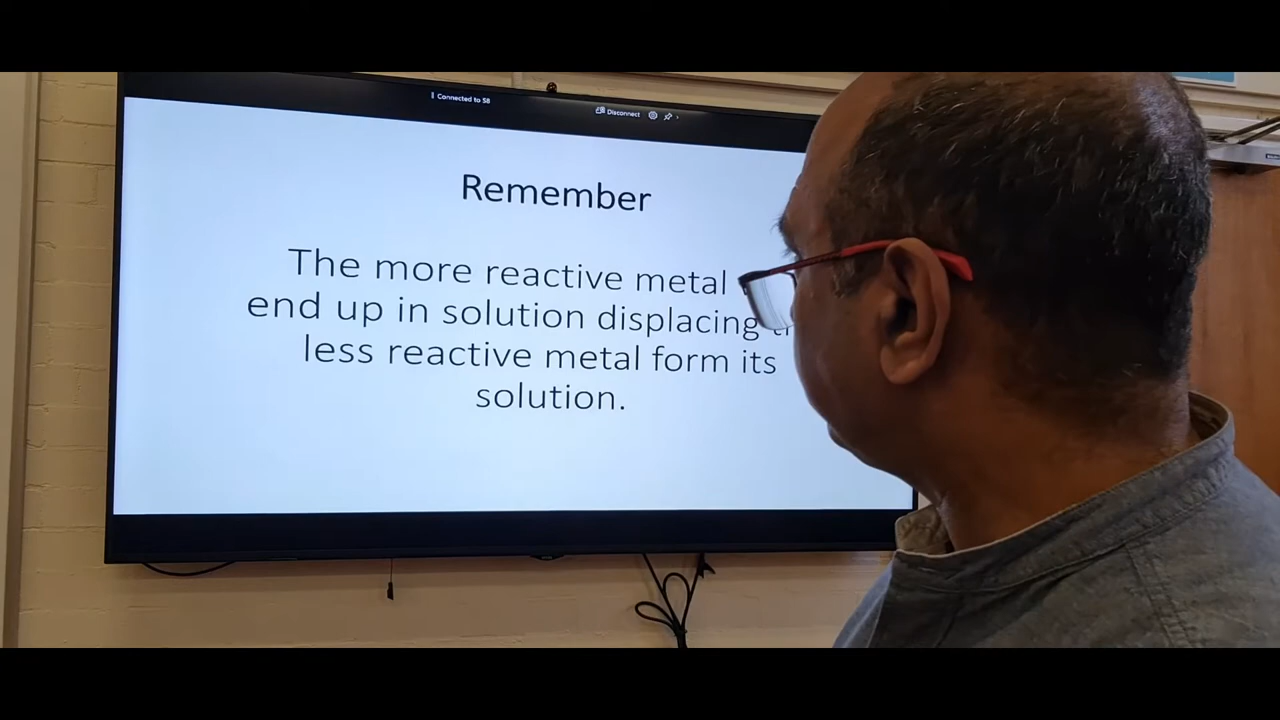 Connected to S8
Disconnect
Remember
The more reactive metal
end up in solution displacing
less reactive metal form its
solution.